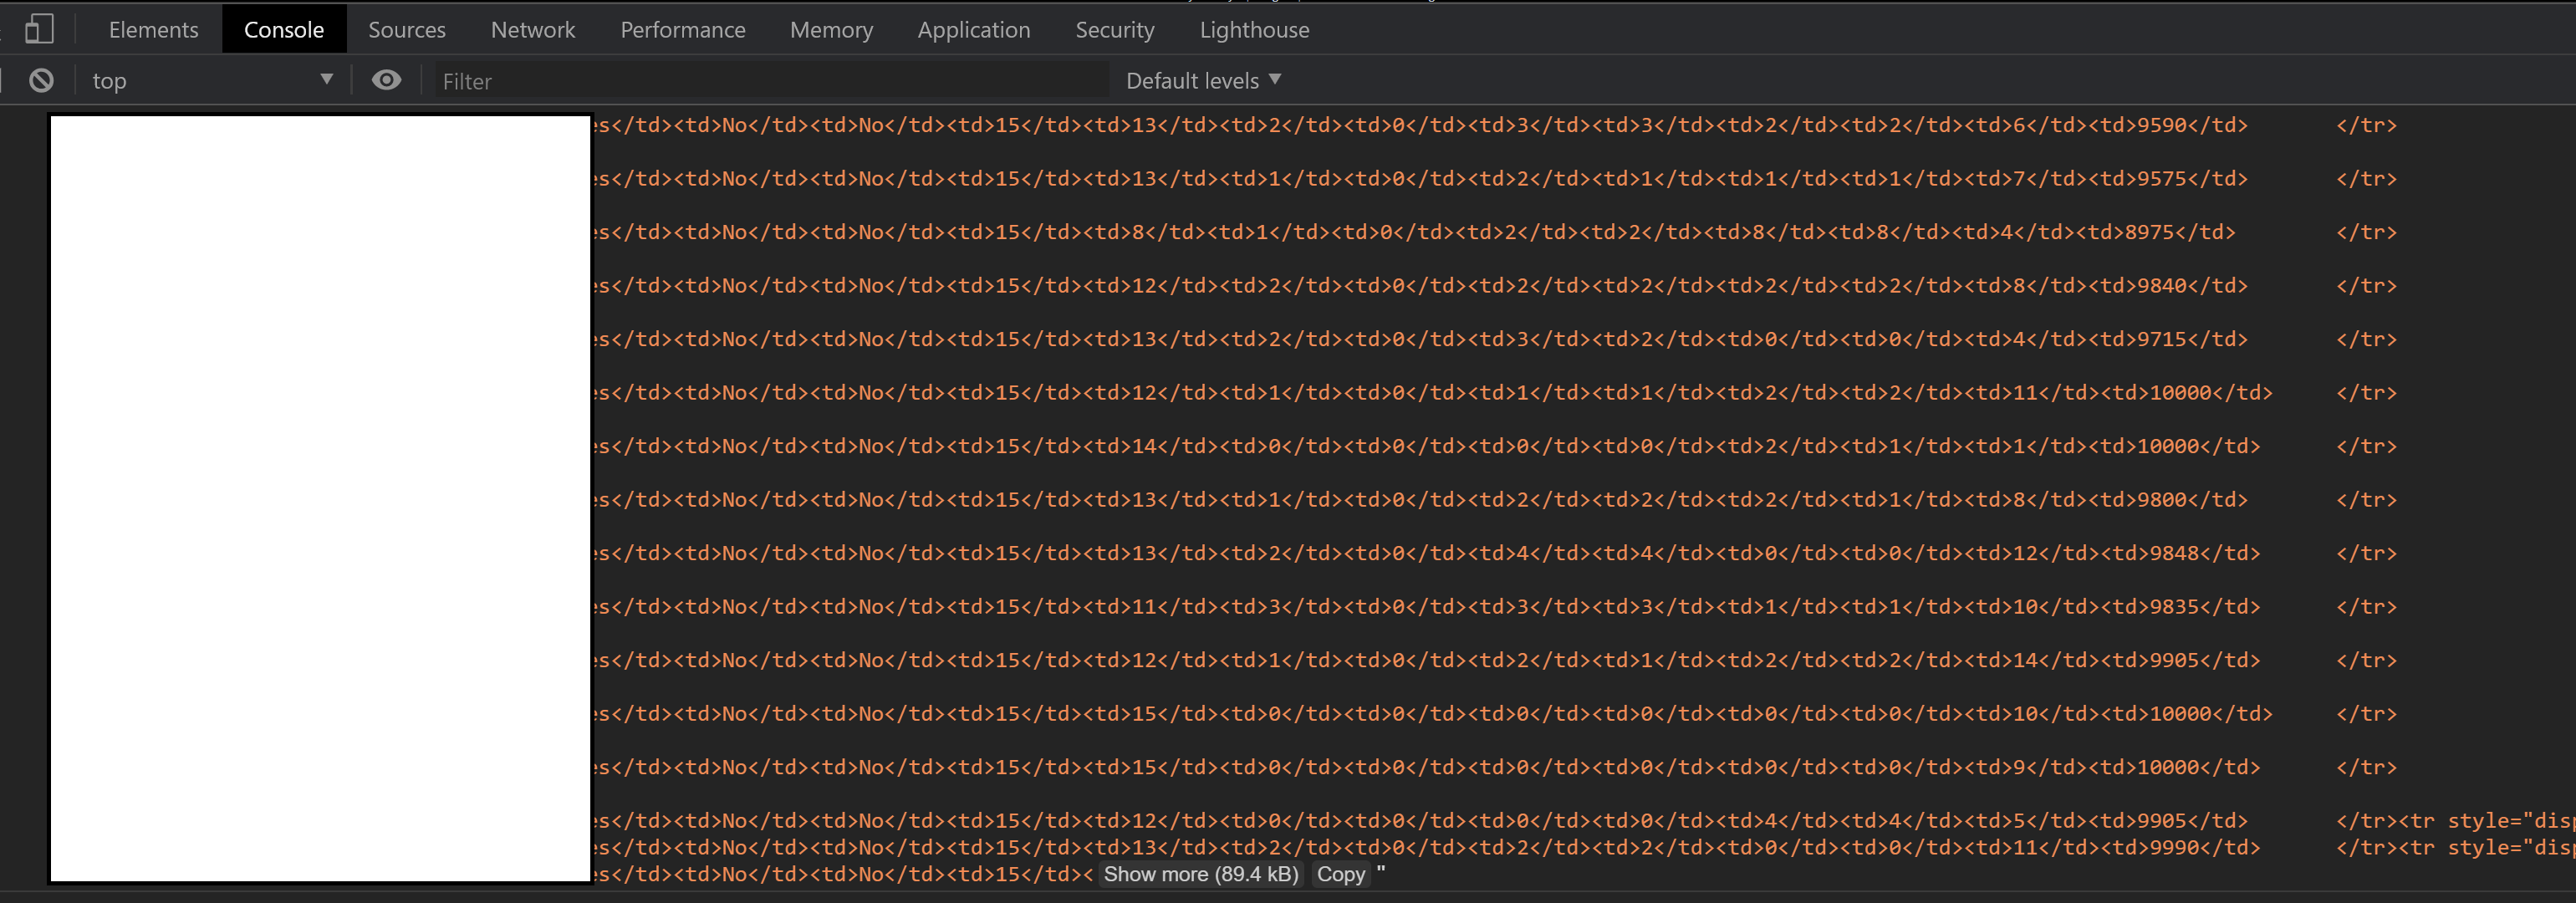 Elements Console Sources Network Performance Memory Application Security Lighthouse
top Filter Default levels
es</td><td>No</td><td>No</td><td>15</td><td>13</td><td>2</td><td>0</td><td>3</td><td>3</td><td>2</td><td>2</td><td>6</td><td>9590</td> </tr>
es</td><td>No</td><td>No</td><td>15</td><td>13</td><td>1</td><td>0</td><td>2</td><td>1</td><td>1</td><td>1</td><td>7</td><td>9575</td> </tr>
es</td><td>No</td><td>No</td><td>15</td><td>8</td><td>1</td><td>0</td><td>2</td><td>2</td><td>8</td><td>8</td><td>4</td><td>8975</td> </tr>
es</td><td>No</td><td>No</td><td>15</td><td>12</td><td>2</td><td>0</td><td>2</td><td>2</td><td>2</td><td>2</td><td>8</td><td>9840</td> </tr>
es</td><td>No</td><td>No</td><td>15</td><td>13</td><td>2</td><td>0</td><td>3</td><td>2</td><td>0</td><td>0</td><td>4</td><td>9715</td> </tr>
es</td><td>No</td><td>No</td><td>15</td><td>12</td><td>1</td><td>0</td><td>1</td><td>1</td><td>2</td><td>2</td><td>11</td><td>10000</td> </tr>
es</td><td>No</td><td>No</td><td>15</td><td>14</td><td>0</td><td>0</td><td>0</td><td>0</td><td>2</td><td>1</td><td>1</td><td>10000</td> </tr>
es</td><td>No</td><td>No</td><td>15</td><td>13</td><td>1</td><td>0</td><td>2</td><td>2</td><td>2</td><td>1</td><td>8</td><td>9800</td> </tr>
es</td><td>No</td><td>No</td><td>15</td><td>13</td><td>2</td><td>0</td><td>4</td><td>4</td><td>0</td><td>0</td><td>12</td><td>9848</td> </tr>
es</td><td>No</td><td>No</td><td>15</td><td>11</td><td>3</td><td>0</td><td>3</td><td>3</td><td>1</td><td>1</td><td>10</td><td>9835</td> </tr>
es</td><td>No</td><td>No</td><td>15</td><td>12</td><td>1</td><td>0</td><td>2</td><td>1</td><td>2</td><td>2</td><td>14</td><td>9905</td> </tr>
es</td><td>No</td><td>No</td><td>15</td><td>15</td><td>0</td><td>0</td><td>0</td><td>0</td><td>0</td><td>0</td><td>10</td><td>10000</td> </tr>
es</td><td>No</td><td>No</td><td>15</td><td>15</td><td>0</td><td>0</td><td>0</td><td>0</td><td>0</td><td>0</td><td>9</td><td>10000</td> </tr>
es</td><td>No</td><td>No</td><td>15</td><td>12</td><td>0</td><td>0</td><td>0</td><td>0</td><td>4</td><td>4</td><td>5</td><td>9905</td> </tr><tr style="disp
es</td><td>No</td><td>No</td><td>15</td><td>13</td><td>2</td><td>0</td><td>2</td><td>2</td><td>0</td><td>0</td><td>11</td><td>9990</td> </tr><tr style="disp
es</td><td>No</td><td>No</td><td>15</td>< Show more (89.4 kB) Copy "